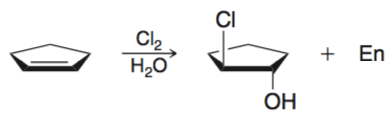 Cl
Cl₂
H₂O
+ En
OH